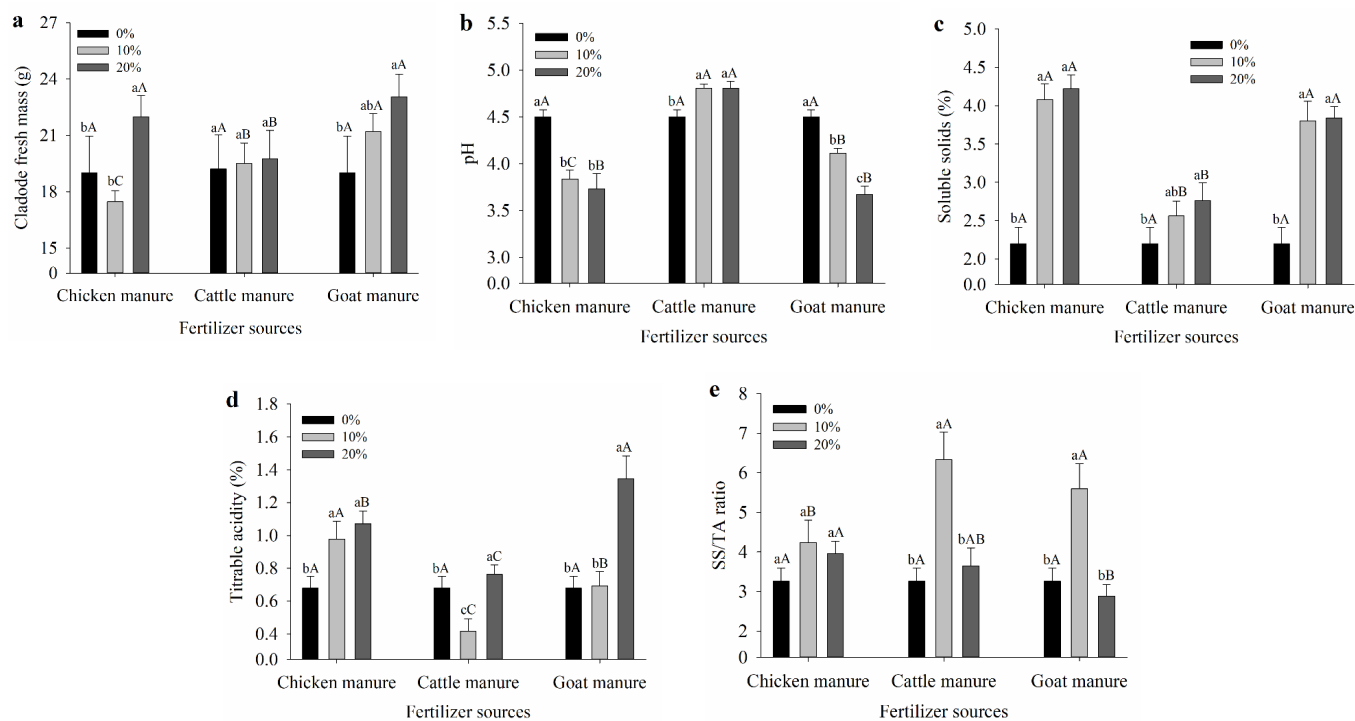 a
27
24
21
18
15
0
Cladode fresh mass (g)
0%
10%
20%
bA
bC
aA
aA
aB
aB
bA
abA
aA
Chicken manure
Cattle manure
Goat manure
Fertilizer sources
b
5.5
5.0
4.5
4.0
3.5
3.0
0.0
pH
0%
10%
20%
aA
bC
bB
bA
aA
aA
aA
bB
cB
Chicken manure
Cattle manure
Goat manure
Fertilizer sources
c
5.0
4.5
4.0
3.5
3.0
2.5
2.0
0.0
Soluble solids (%)
0%
10%
20%
bA
aA
aA
bA
abB
aB
bA
aA
aA
Chicken manure
Cattle manure
Goat manure
Fertilizer sources
d
1.8
1.6
1.4
1.2
1.0
0.8
0.6
0.4
0.0
Titrable acidity (%)
0%
10%
20%
bA
aA
aB
bA
cC
aC
bA
bB
aA
Chicken manure
Cattle manure
Goat manure
Fertilizer sources
e
8
7
6
5
4
3
2
0
SS/TA ratio
0%
10%
20%
aA
aB
aA
bA
aA
bAB
bA
aA
bB
Chicken manure
Cattle manure
Goat manure
Fertilizer sources